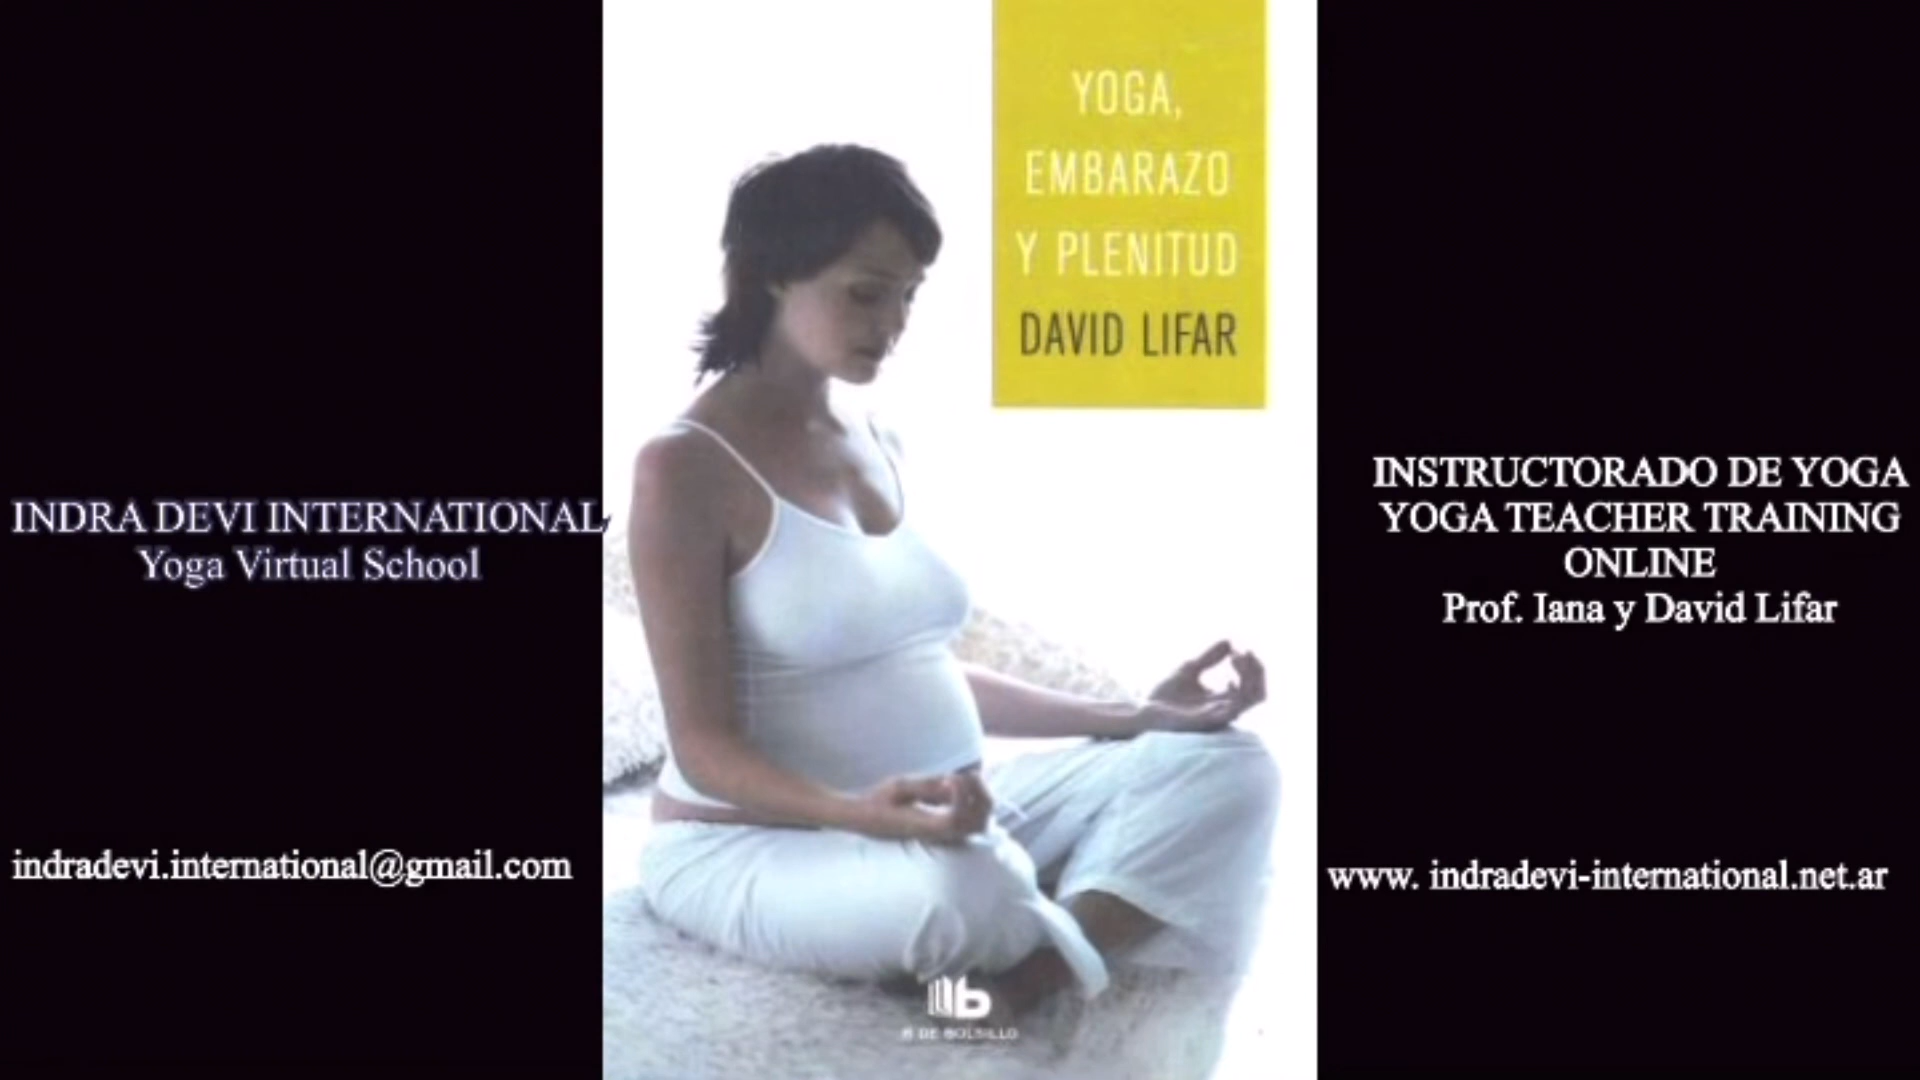 INDRA DEVI INTERNATIONAL
Yoga Virtual School
indradevi.international@gmail.com
YOGA,
EMBARAZO
Y PLENITUD
DAVID LIFAR
b
B DE BOLSILLO
INSTRUCTORADO DE YOGA
YOGA TEACHER TRAINING
ONLINE
Prof. Iana y David Lifar
www. indradevi-international.net.ar